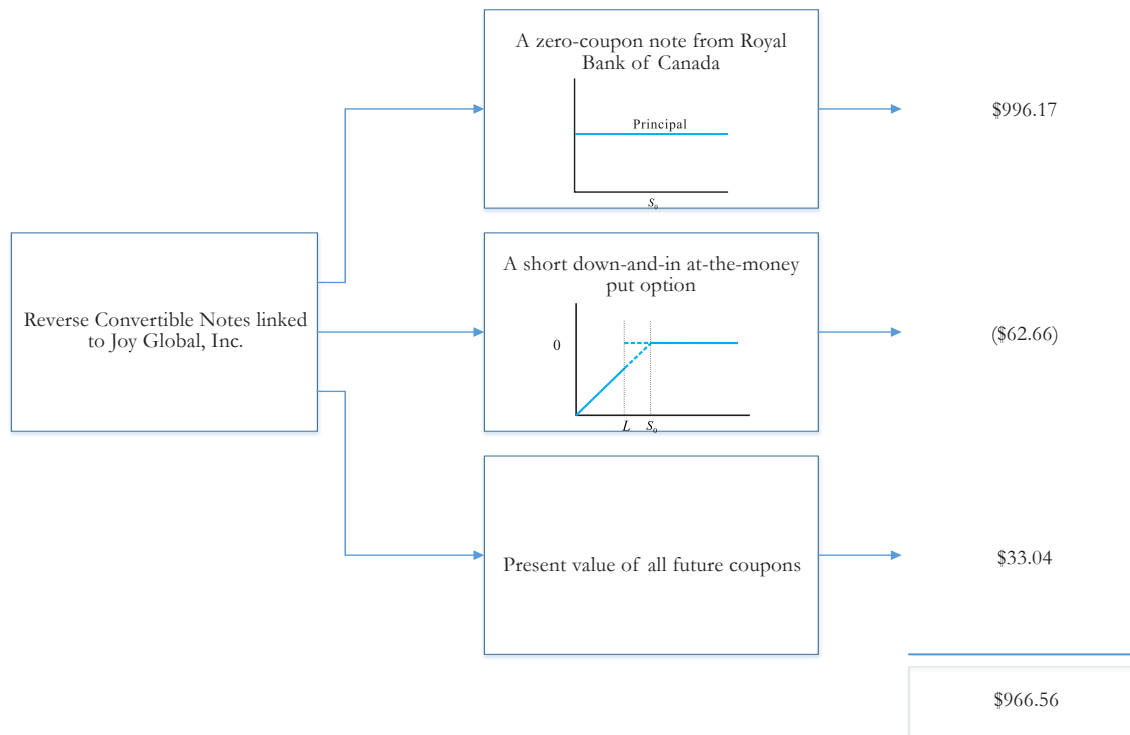 A zero-coupon note from Royal
Bank of Canada
Principal
S₀
$996.17
Reverse Convertible Notes linked
to Joy Global, Inc.
A short down-and-in at-the-money
put option
0
L S₀
($62.66)
Present value of all future coupons
$33.04
$966.56